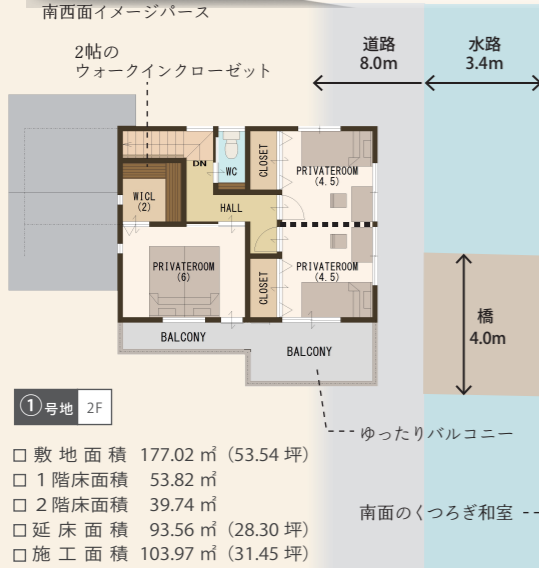 南西面イメージパース
2帖の
ウォークインクローゼット
道路
8.0m
水路
3.4m
DN
WC
CLOSET
PRIVATEROOM
(4.5)
WICL
(2)
HALL
PRIVATEROOM
(6)
CLOSET
PRIVATEROOM
(4.5)
BALCONY
BALCONY
橋
4.0m
①号地 2F
ゆったりバルコニー
□ 敷地面積 177.02 ㎡（53.54 坪）
□ 1階床面積 53.82 ㎡
□ 2階床面積 39.74 ㎡
□ 延床面積 93.56 ㎡（28.30 坪）
□ 施工面積 103.97 ㎡（31.45 坪）
南面のくつろぎ和室